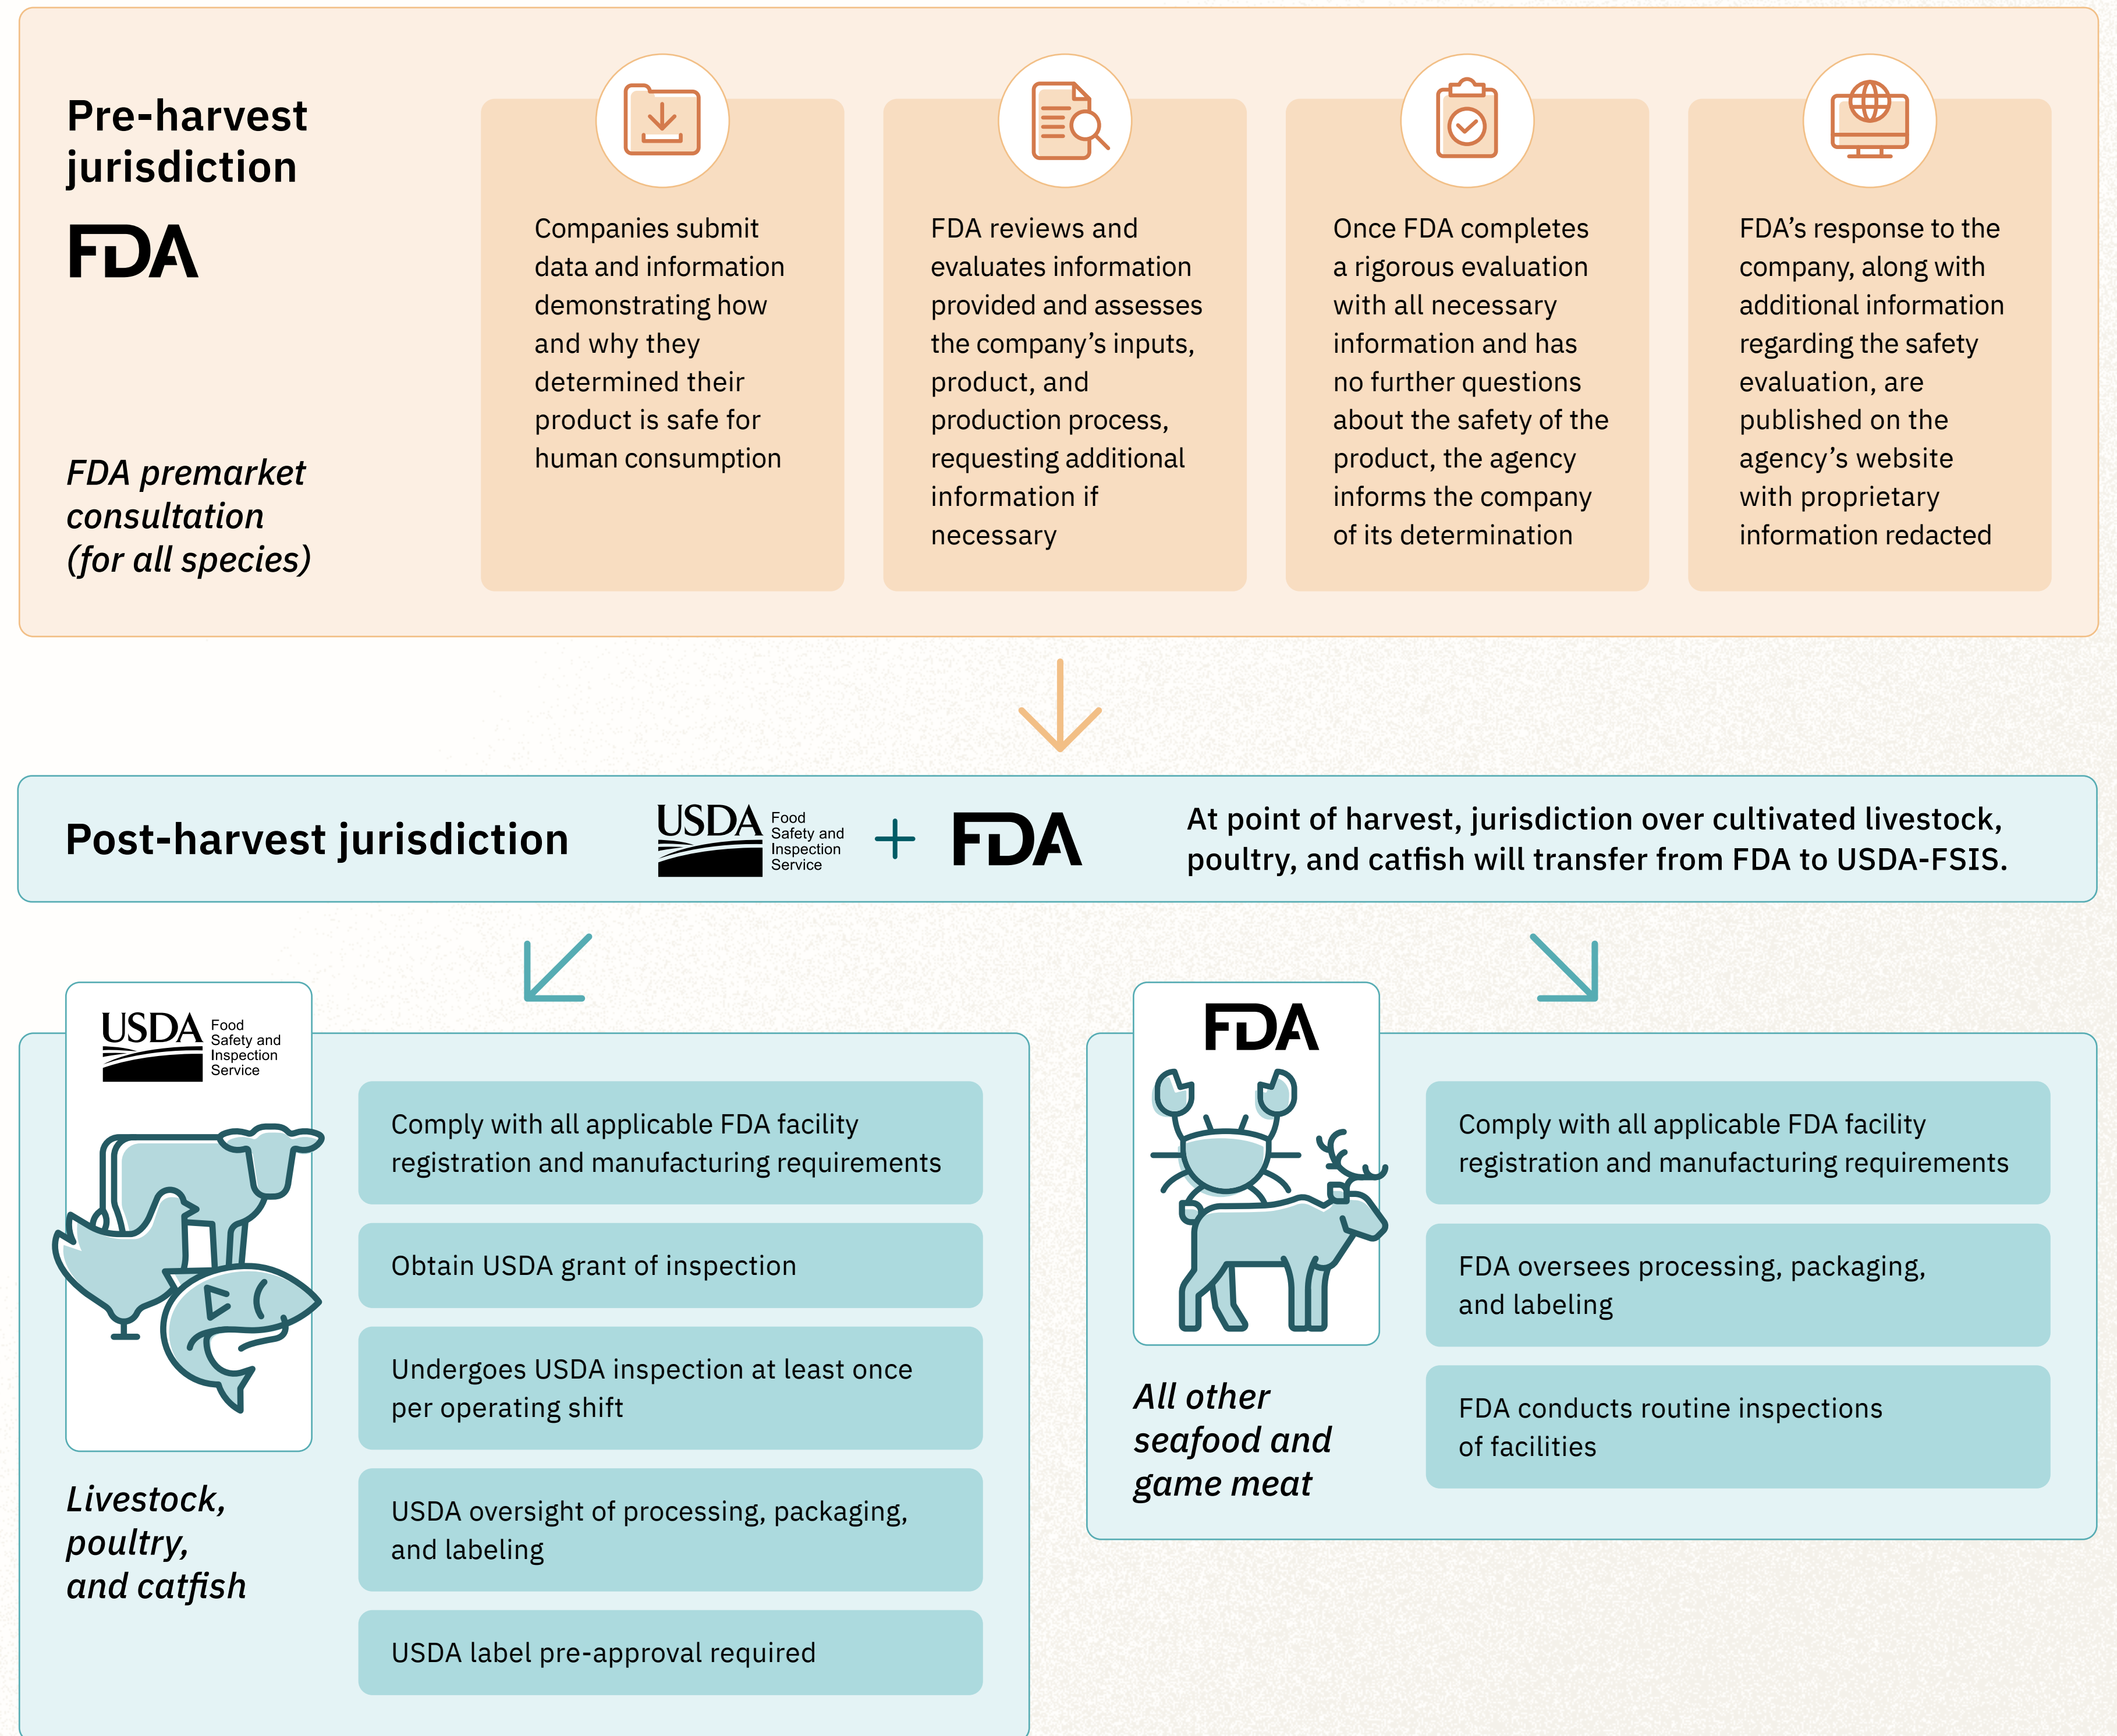 Pre-harvest
jurisdiction
FDA
FDA premarket
consultation
(for all species)
Companies submit
data and information
demonstrating how
and why they
determined their
product is safe for
human consumption
FDA reviews and
evaluates information
provided and assesses
the company’s inputs,
product, and
production process,
requesting additional
information if
necessary
Once FDA completes
a rigorous evaluation
with all necessary
information and has
no further questions
about the safety of the
product, the agency
informs the company
of its determination
FDA’s response to the
company, along with
additional information
regarding the safety
evaluation, are
published on the
agency’s website
with proprietary
information redacted
Post-harvest jurisdiction
USDA
Food
Safety and
Inspection
Service
+
FDA
At point of harvest, jurisdiction over cultivated livestock,
poultry, and catfish will transfer from FDA to USDA-FSIS.
USDA
Food
Safety and
Inspection
Service
Livestock,
poultry,
and catfish
Comply with all applicable FDA facility
registration and manufacturing requirements
Obtain USDA grant of inspection
Undergoes USDA inspection at least once
per operating shift
USDA oversight of processing, packaging,
and labeling
USDA label pre-approval required
FDA
All other
seafood and
game meat
Comply with all applicable FDA facility
registration and manufacturing requirements
FDA oversees processing, packaging,
and labeling
FDA conducts routine inspections
of facilities